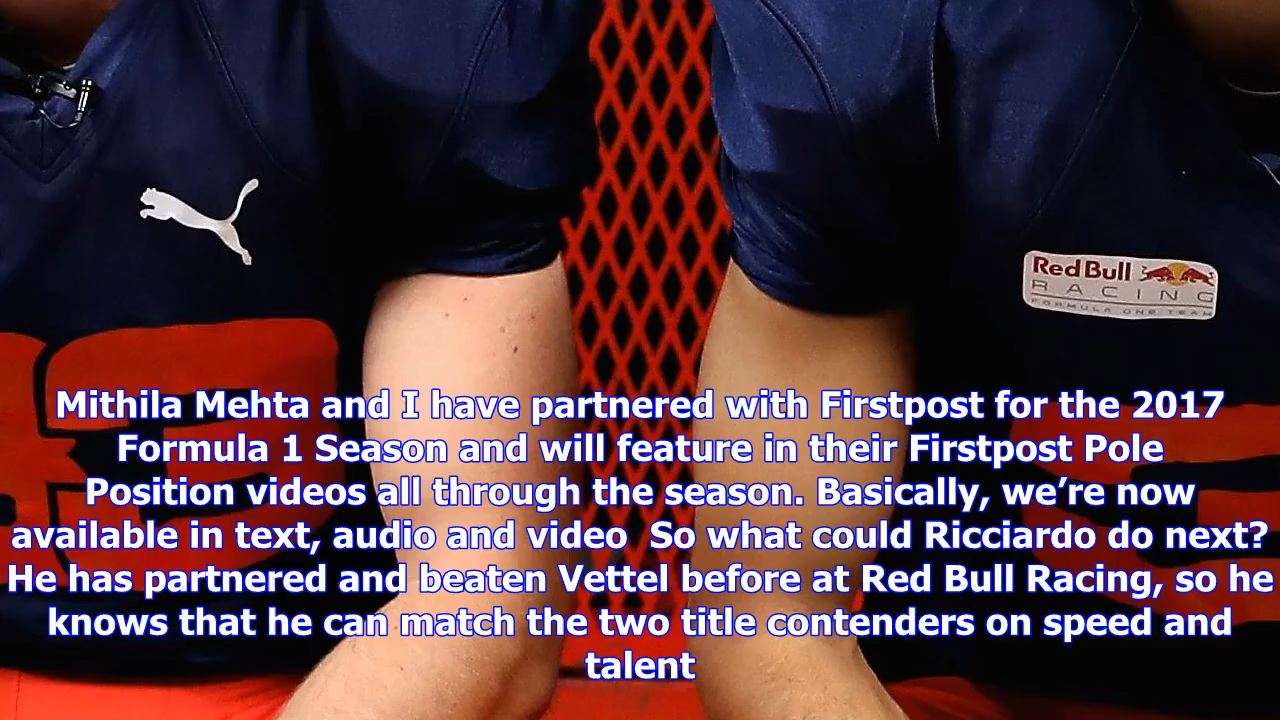 Red Bull
RACING
FORMULA ONE TEAM
Mithila Mehta and I have partnered with Firstpost for the 2017
Formula 1 Season and will feature in their Firstpost Pole
Position videos all through the season. Basically, we’re now
available in text, audio and video  So what could Ricciardo do next?
He has partnered and beaten Vettel before at Red Bull Racing, so he
knows that he can match the two title contenders on speed and
talent